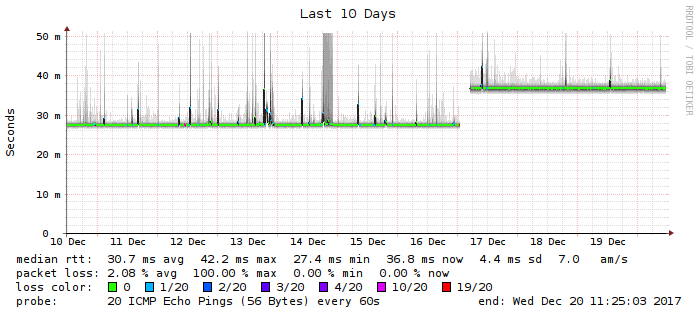 Last 10 Days
RRDTOOL / TOBI OETIKER
Seconds
50 m
40 m
30 m
20 m
10 m
0
10 Dec 11 Dec 12 Dec 13 Dec 14 Dec 15 Dec 16 Dec 17 Dec 18 Dec 19 Dec
median rtt: 30.7 ms avg 42.2 ms max 27.4 ms min 36.8 ms now 4.4 ms sd 7.0 am/s
packet loss: 2.08 % avg 100.00 % max 0.00 % min 0.00 % now
loss color: 0 1/20 2/20 3/20 4/20 10/20 19/20
probe: 20 ICMP Echo Pings (56 Bytes) every 60s end: Wed Dec 20 11:25:03 2017